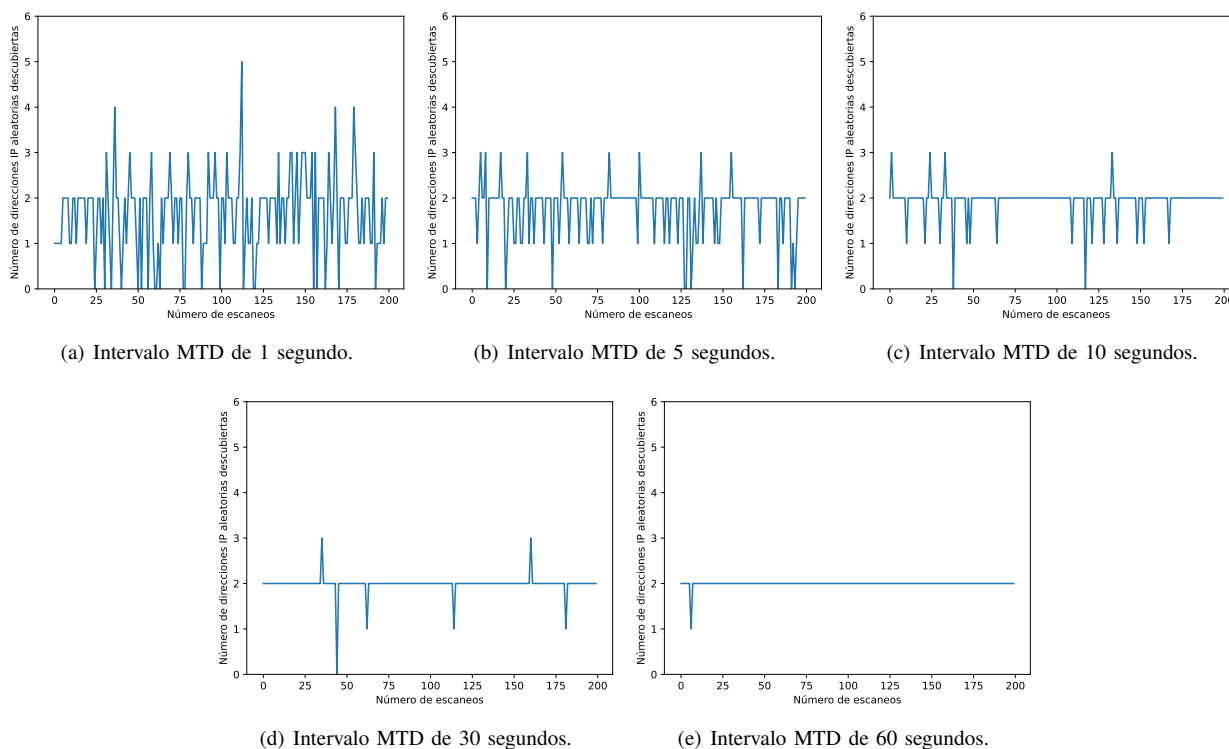 Número de direcciones IP aleatorias descubiertas
6
5
4
3
2
1
0
0 25 50 75 100 125 150 175 200
Número de escaneos
(a) Intervalo MTD de 1 segundo.
Número de direcciones IP aleatorias descubiertas
6
5
4
3
2
1
0
0 25 50 75 100 125 150 175 200
Número de escaneos
(b) Intervalo MTD de 5 segundos.
Número de direcciones IP aleatorias descubiertas
6
5
4
3
2
1
0
0 25 50 75 100 125 150 175 200
Número de escaneos
(c) Intervalo MTD de 10 segundos.
Número de direcciones IP aleatorias descubiertas
6
5
4
3
2
1
0
0 25 50 75 100 125 150 175 200
Número de escaneos
(d) Intervalo MTD de 30 segundos.
Número de direcciones IP aleatorias descubiertas
6
5
4
3
2
1
0
0 25 50 75 100 125 150 175 200
Número de escaneos
(e) Intervalo MTD de 60 segundos.